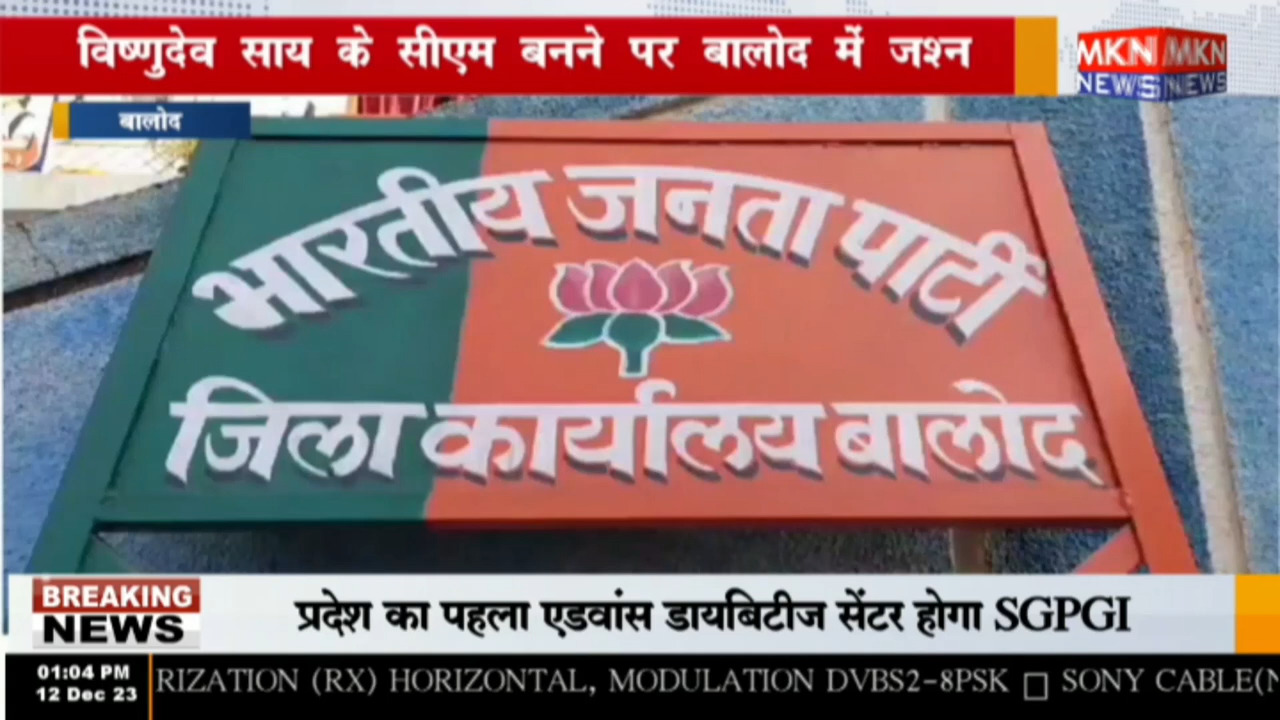 विष्णुदेव साय के सीएम बनने पर बालोद में जश्न
MKN MKN
NEWS NEWS
बालोद
भारतीय जनता पार्टी
जिला कार्यालय बालोद
BREAKING
NEWS
प्रदेश का पहला एडवांस डायबिटीज सेंटर होगा SGPGI
01:04 PM
12 Dec 23
RIZATION (RX) HORIZONTAL, MODULATION DVBS2-8PSK □ SONY CABLE(N